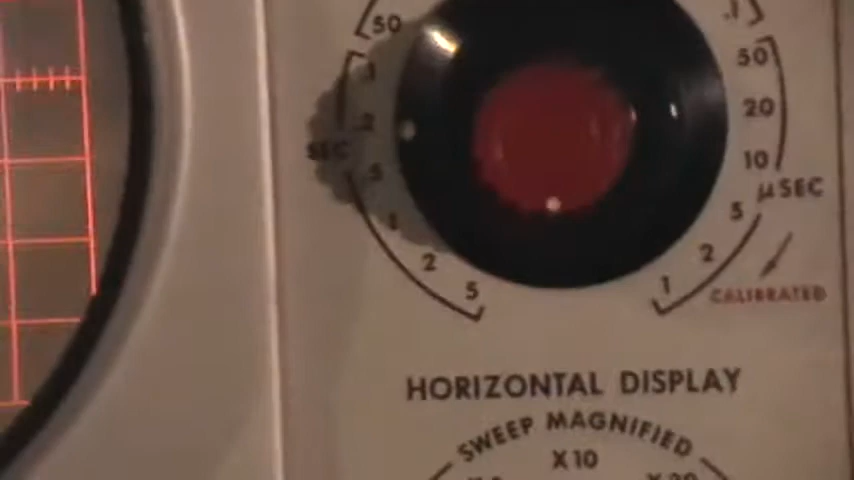 50 .1
.1 50
.2 20
SEC
.5 10
µSEC
1 5
2 2
5 1
CALIBRATED
HORIZONTAL DISPLAY
SWEEP MAGNIFIED
X10